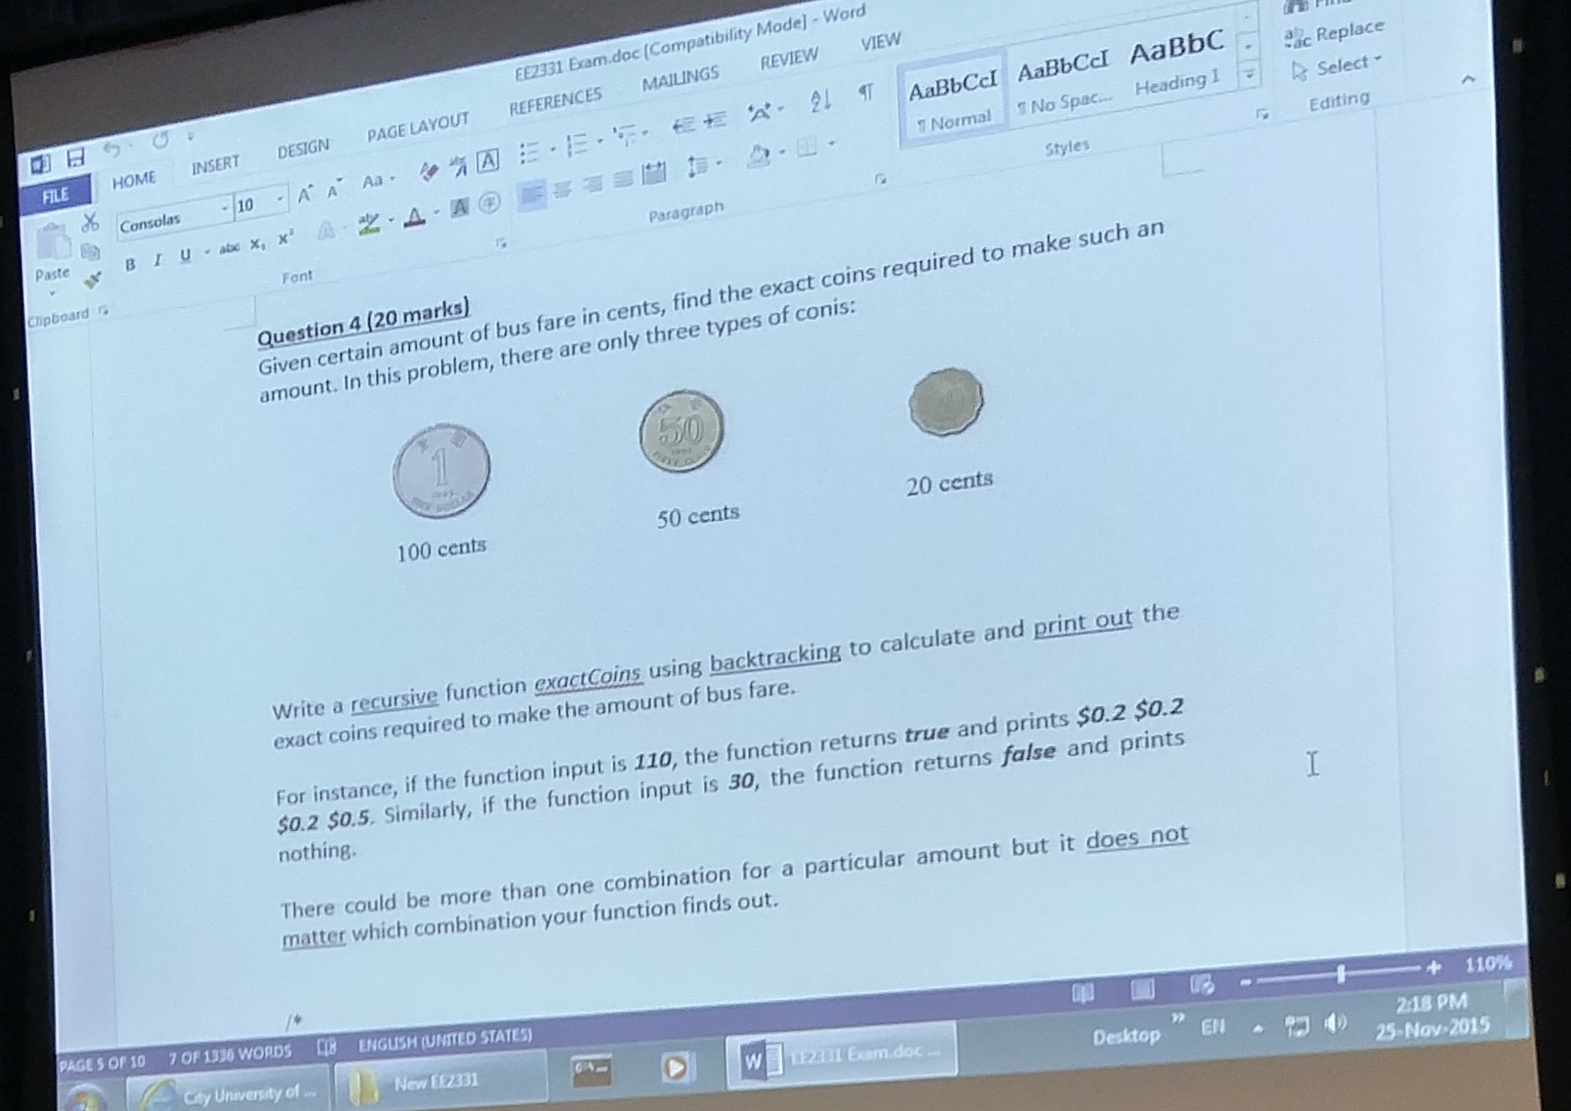 EE2331 Exam.doc [Compatibility Mode] - Word
FILE HOME INSERT DESIGN PAGE LAYOUT REFERENCES MAILINGS REVIEW VIEW
Consolas 10 Aa
AaBbCcI AaBbCcI AaBbC
¶ Normal ¶ No Spac... Heading 1
Replace
Select
Paste
B I U abc X₂ X²
Clipboard Font Paragraph Styles Editing
Question 4 (20 marks)
Given certain amount of bus fare in cents, find the exact coins required to make such an
amount. In this problem, there are only three types of conis:
1
50
100 cents 50 cents 20 cents
Write a recursive function exactCoins using backtracking to calculate and print out the
exact coins required to make the amount of bus fare.
For instance, if the function input is 110, the function returns true and prints $0.2 $0.2
$0.2 $0.5. Similarly, if the function input is 30, the function returns false and prints
nothing.
There could be more than one combination for a particular amount but it does not
matter which combination your function finds out.
/*
PAGE 5 OF 10 7 OF 1336 WORDS ENGLISH (UNITED STATES) 110%
City University of ... New EE2331 EE2331 Exam.doc ... Desktop EN 2:18 PM
25-Nov-2015